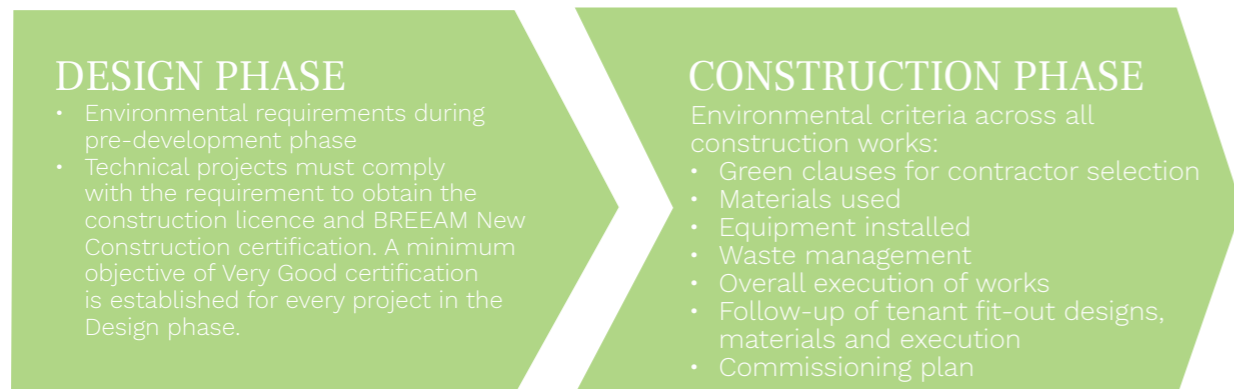 DESIGN PHASE
• Environmental requirements during
pre-development phase
• Technical projects must comply
with the requirement to obtain the
construction licence and BREEAM New
Construction certification. A minimum
objective of Very Good certification
is established for every project in the
Design phase.
CONSTRUCTION PHASE
Environmental criteria across all
construction works:
• Green clauses for contractor selection
• Materials used
• Equipment installed
• Waste management
• Overall execution of works
• Follow-up of tenant fit-out designs,
materials and execution
• Commissioning plan